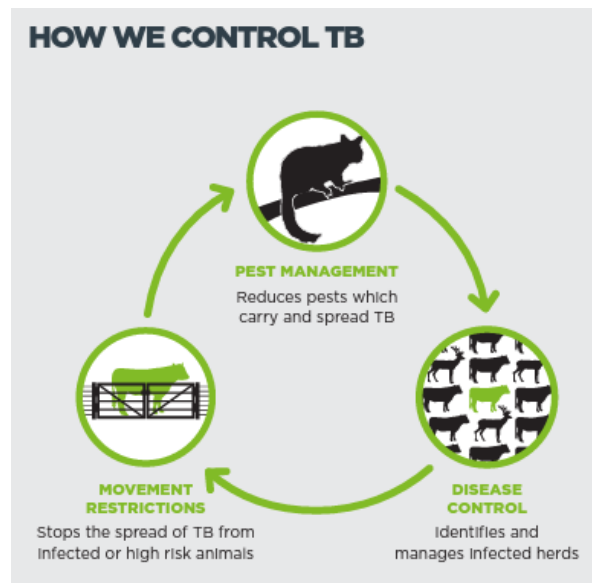 HOW WE CONTROL TB
PEST MANAGEMENT
Reduces pests which
carry and spread TB
DISEASE
CONTROL
Identifies and
manages infected herds
MOVEMENT
RESTRICTIONS
Stops the spread of TB from
infected or high risk animals